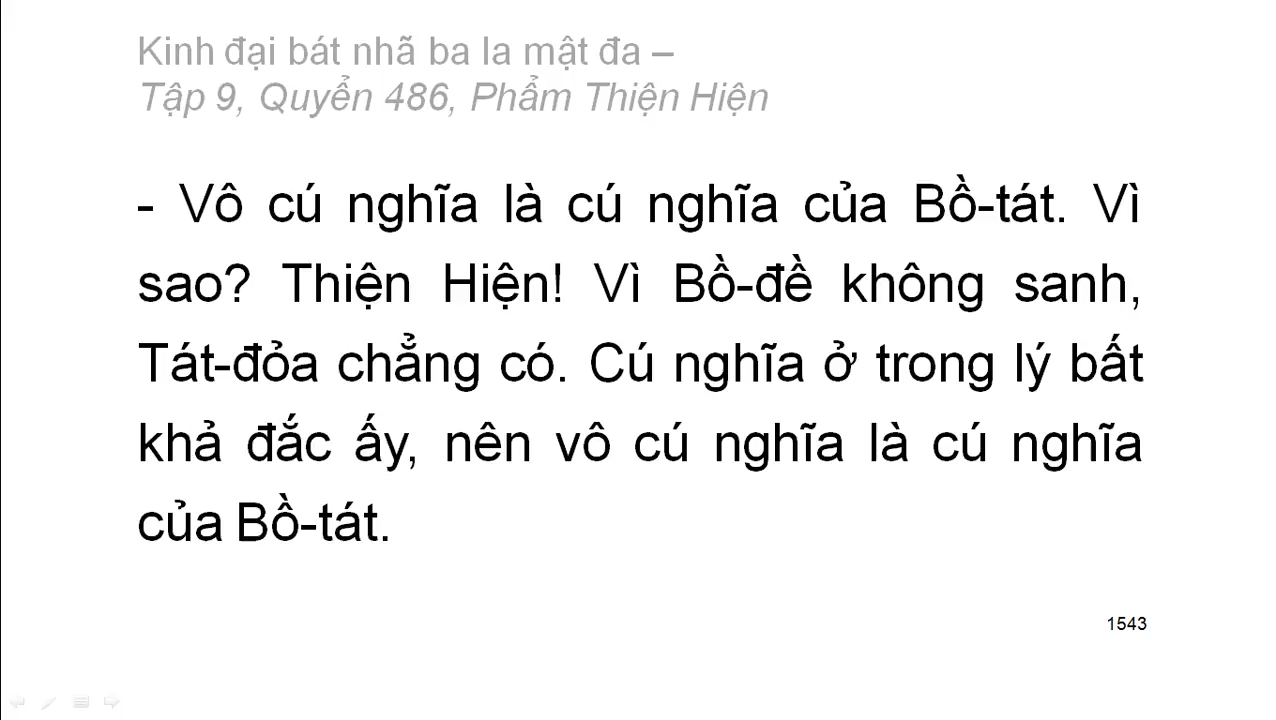 Kinh đại bát nhã ba la mật đa –
Tập 9, Quyển 486, Phẩm Thiện Hiện
- Vô cú nghĩa là cú nghĩa của Bồ-tát. Vì
sao? Thiện Hiện! Vì Bồ-đề không sanh,
Tát-đỏa chẳng có. Cú nghĩa ở trong lý bất
khả đắc ấy, nên vô cú nghĩa là cú nghĩa
của Bồ-tát.
1543